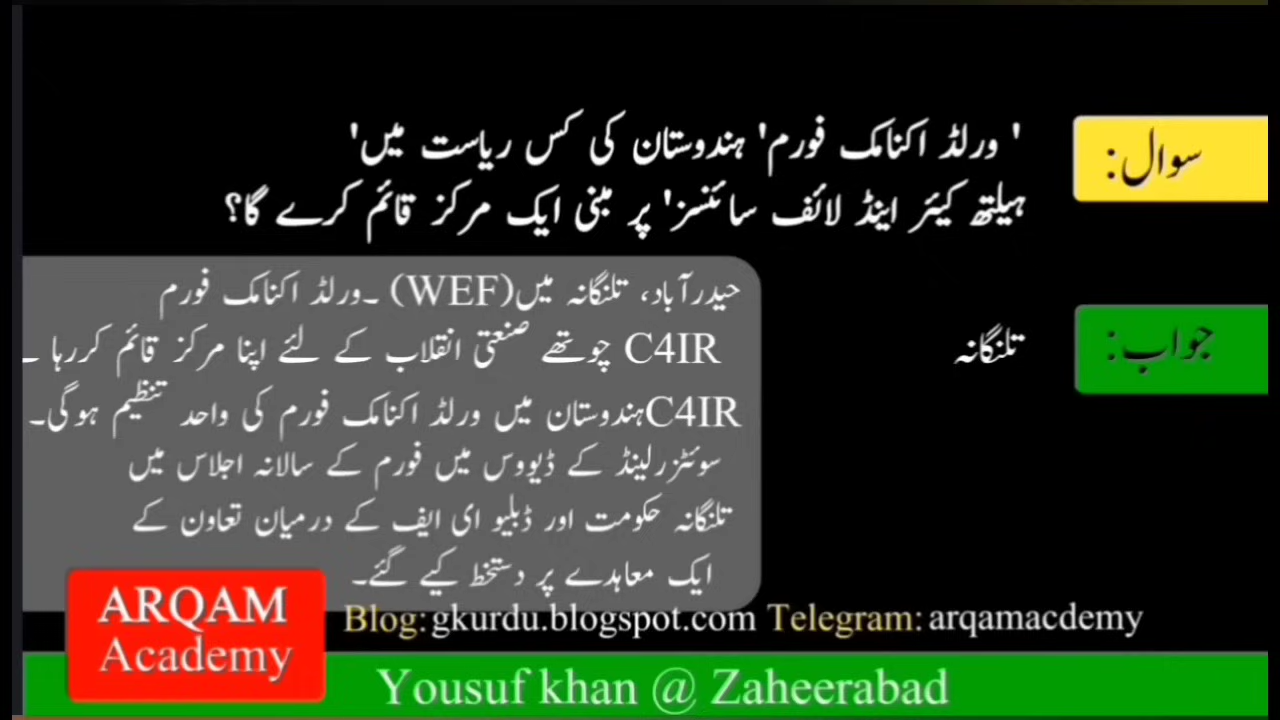 سوال:
' ورلڈ اکنامک فورم' ہندوستان کی کس ریاست میں'
ہیلتھ کیئر اینڈ لائف سائنسز' پر مبنی ایک مرکز قائم کرے گا؟
جواب:
تلنگانہ
حیدرآباد، تلنگانہ میں(WEF) ۔ورلڈ اکنامک فورم
C4IR چوتھے صنعتی انقلاب کے لئے اپنا مرکز قائم کررہا ۔
C4IRہندوستان میں ورلڈ اکنامک فورم کی واحد تنظیم ہوگی۔
سوئٹزرلینڈ کے ڈیووس میں فورم کے سالانہ اجلاس میں
تلنگانہ حکومت اور ڈبلیو ای ایف کے درمیان تعاون کے
ایک معاہدے پر دستخط کیے گئے۔
ARQAM
Academy
Blog: gkurdu.blogspot.com Telegram: arqamacdemy
Yousuf khan @ Zaheerabad